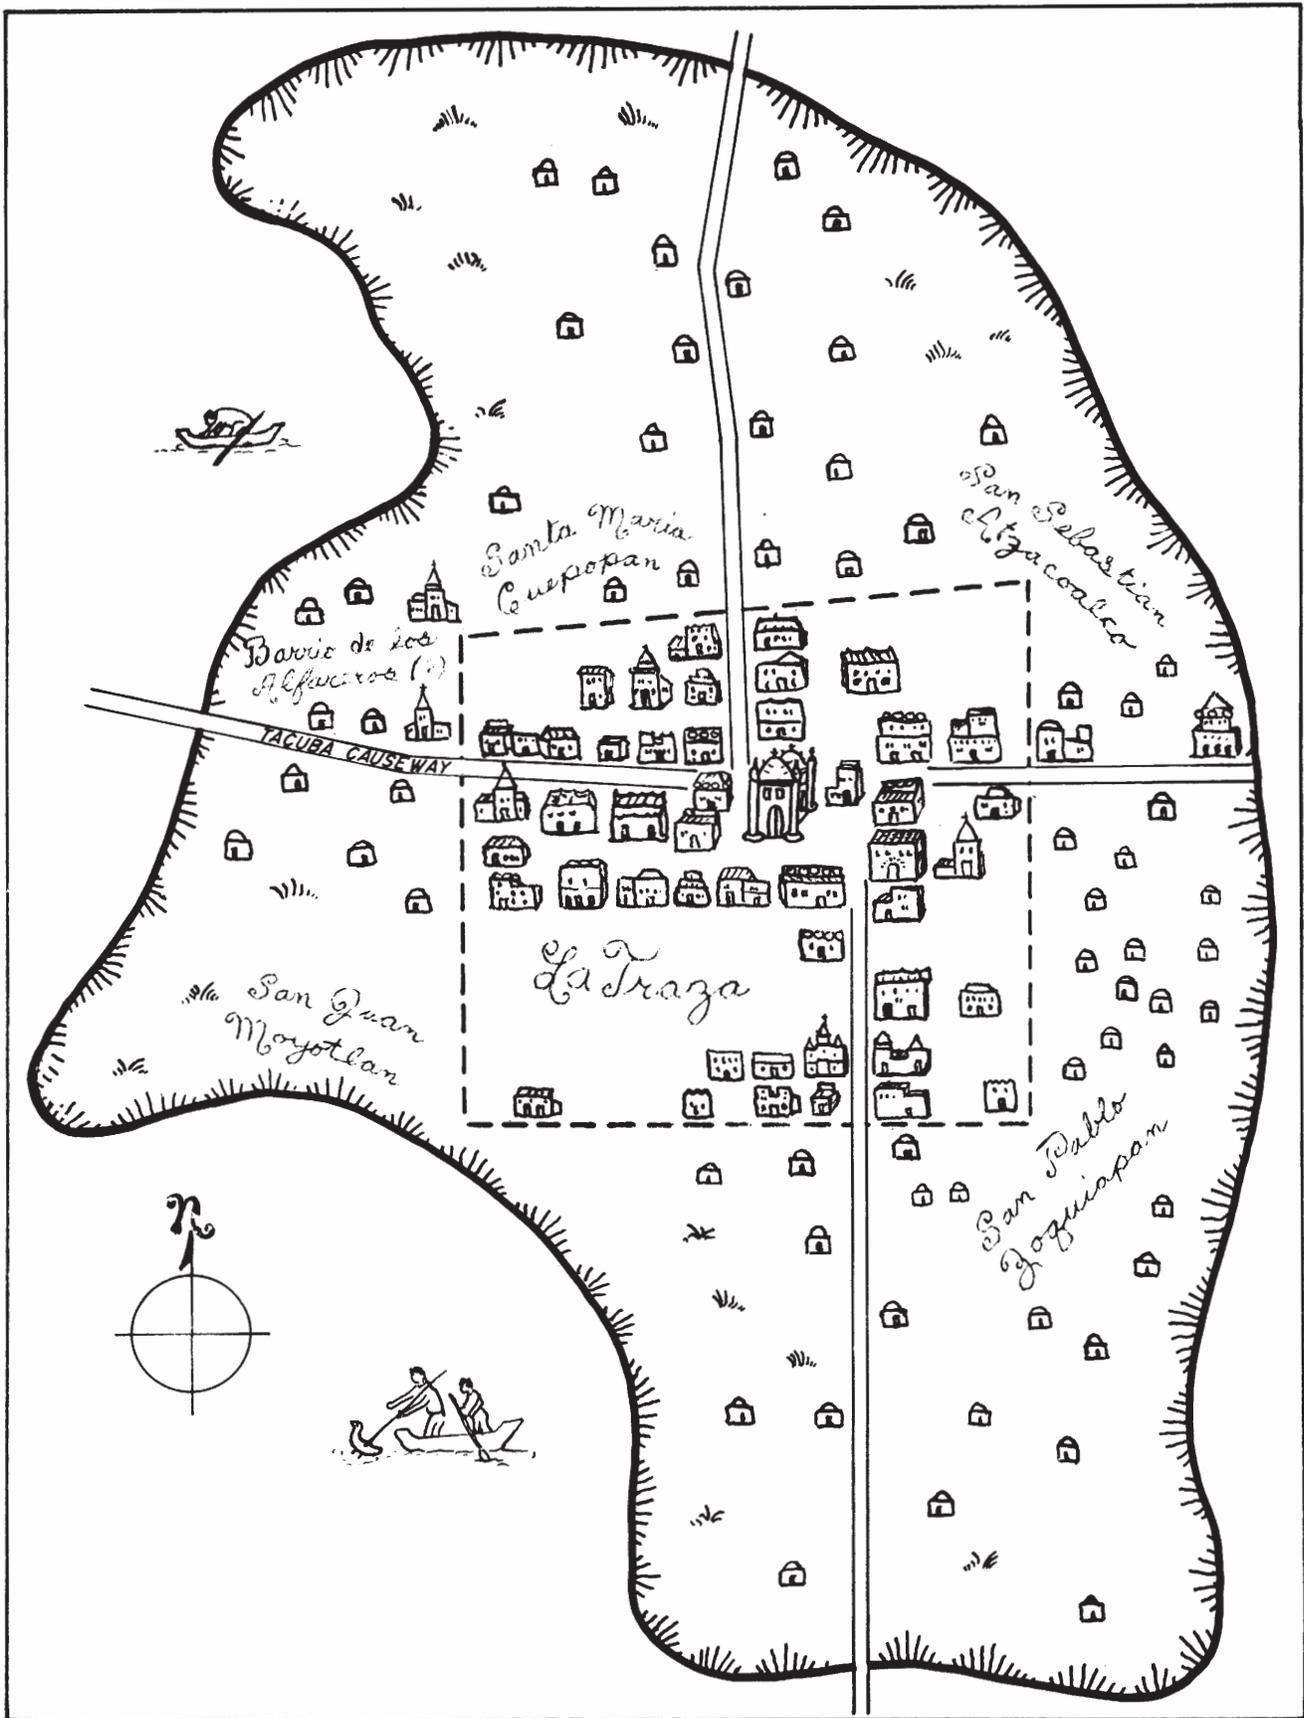 Santa Maria
Cuepopan
San Sebastian
Atzacoalco
Barrio de los
Alfareros (?)
TACUBA CAUSEWAY
La Traza
San Juan
Moyotlan
San Pablo
Zoquiapan
N